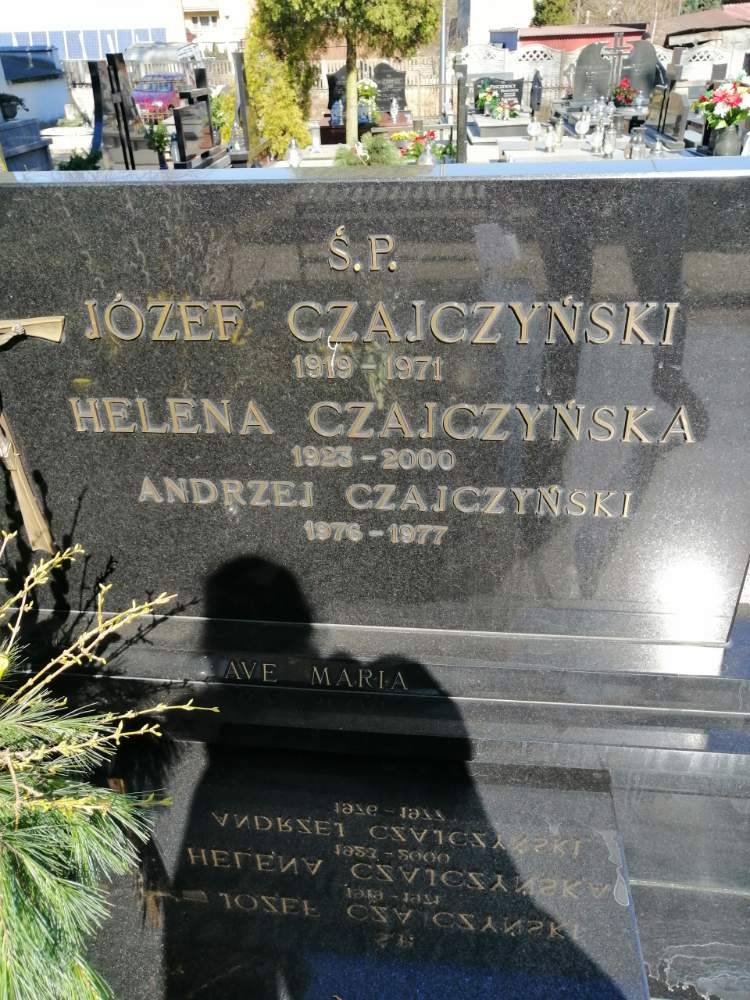 Ś.P.
JÓZEF CZAJCZYŃSKI
1919 - 1971
HELENA CZAJCZYŃSKA
1923 - 2000
ANDRZEJ CZAJCZYŃSKI
1976 - 1977
AVE MARIA